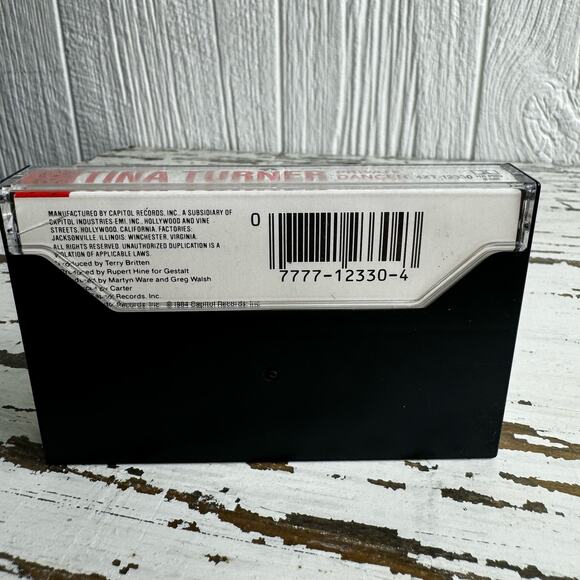 TINA TURNER
DANCER 4XT-12330
MANUFACTURED BY CAPITOL RECORDS, INC., A SUBSIDIARY OF
CAPITOL INDUSTRIES-EMI, INC., HOLLYWOOD AND VINE
STREETS, HOLLYWOOD, CALIFORNIA. FACTORIES:
JACKSONVILLE, ILLINOIS; WINCHESTER, VIRGINIA.
ALL RIGHTS RESERVED. UNAUTHORIZED DUPLICATION IS A
VIOLATION OF APPLICABLE LAWS.
by Terry Britten
by Rupert Hine for Gestalt
by Martyn Ware and Greg Walsh
by Carter
Records, Inc.
Records, Inc. ©1984 Capitol Records, Inc.
0
7777-12330-4